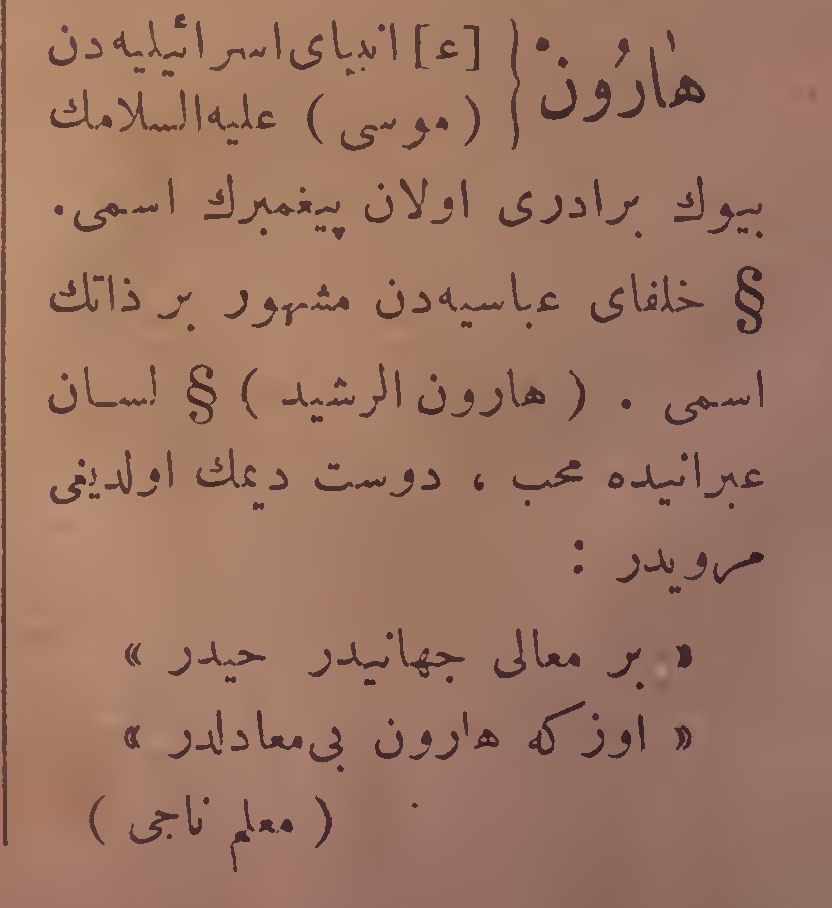 هٰارُونْ } [ع] انبیای اسرائیلیه‌دن
( موسی ) علیه‌السلامك
بیوك برادری اولان پیغمبرك اسمی.
§ خلفای عباسیه‌دن مشهور بر ذاتك
اسمی . ( هارون الرشید ) § لسان
عبرانیده محب ، دوست دیمك اولدیغی
مرویدر :
« بر معالی جهانیدر حیدر »
« اوزکه هارون بی‌معادلدر »
( معلم ناجی )